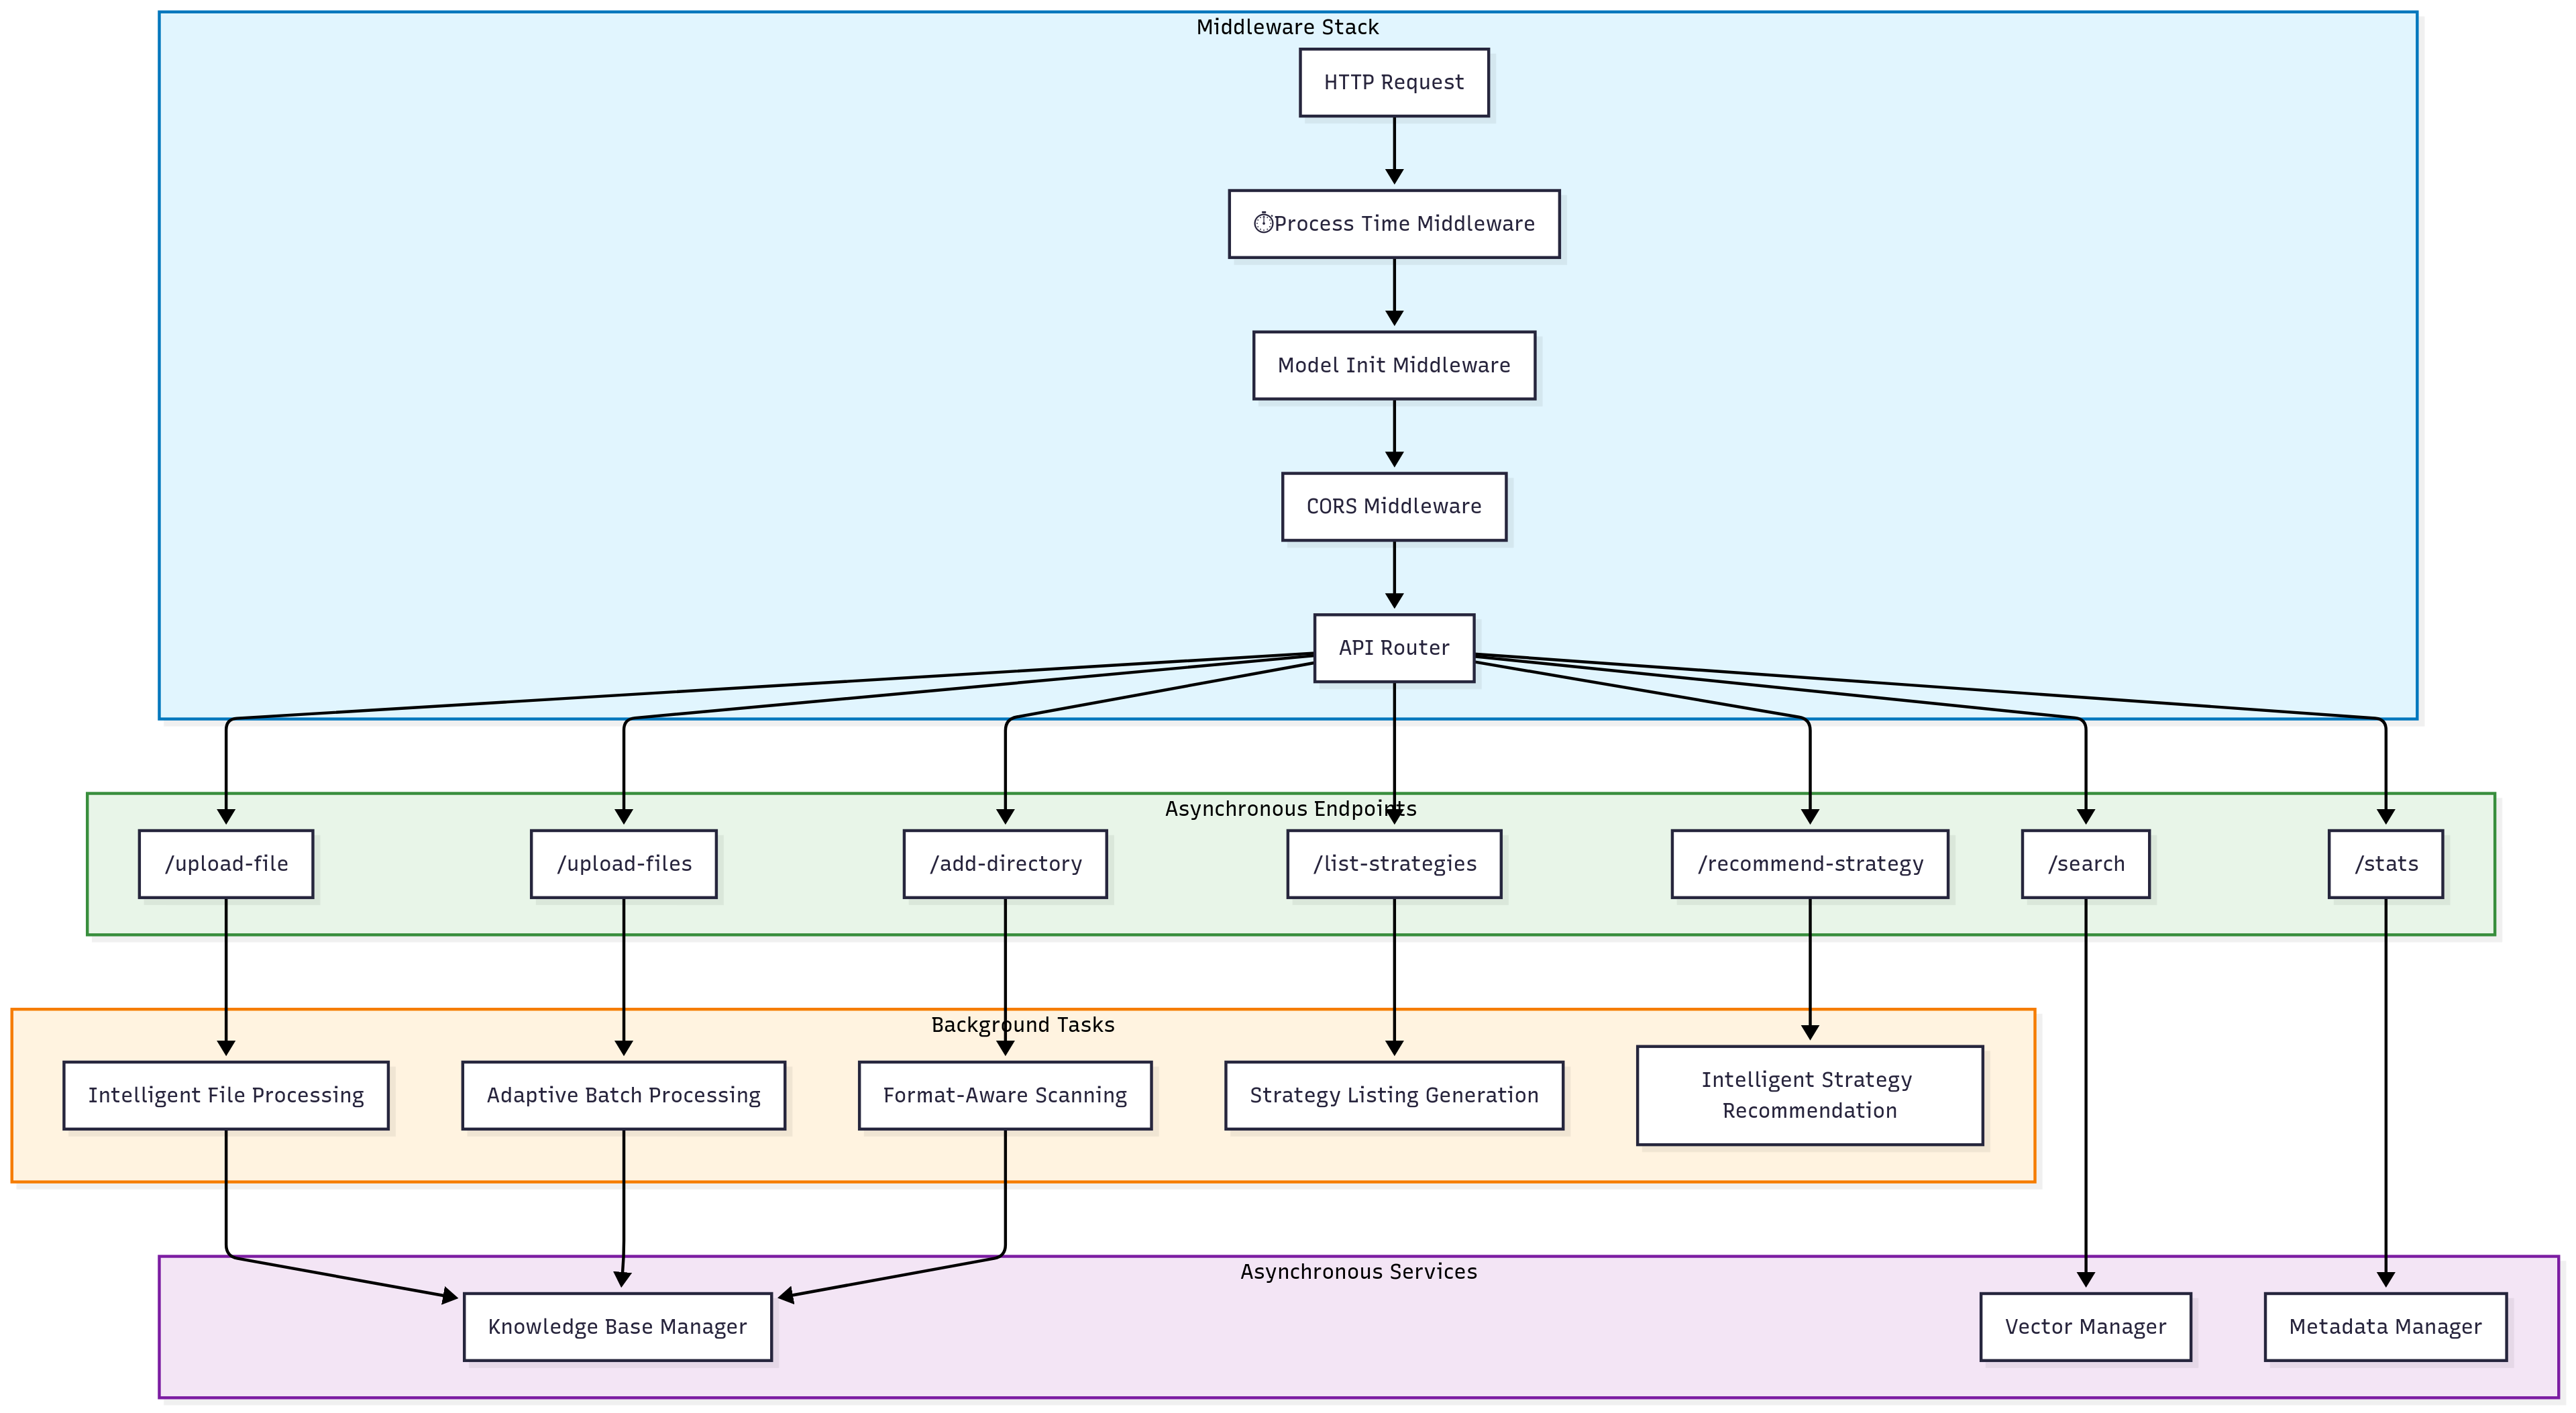 Middleware Stack
HTTP Request
⏱Process Time Middleware
Model Init Middleware
CORS Middleware
API Router
Asynchronous Endpoints
/upload-file
/upload-files
/add-directory
/list-strategies
/recommend-strategy
/search
/stats
Background Tasks
Intelligent File Processing
Adaptive Batch Processing
Format-Aware Scanning
Strategy Listing Generation
Intelligent Strategy
Recommendation
Asynchronous Services
Knowledge Base Manager
Vector Manager
Metadata Manager